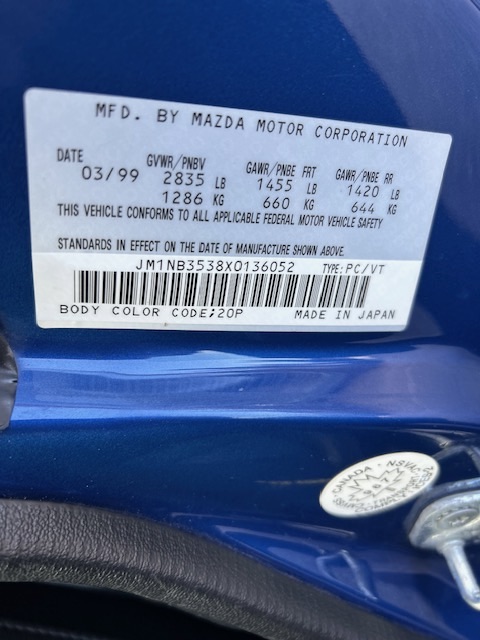 MFD. BY MAZDA MOTOR CORPORATION
DATE GVWR/PNBV GAWR/PNBE FRT GAWR/PNBE RR
03/99 2835 LB 1455 LB 1420 LB
1286 KG 660 KG 644 KG
THIS VEHICLE CONFORMS TO ALL APPLICABLE FEDERAL MOTOR VEHICLE SAFETY
STANDARDS IN EFFECT ON THE DATE OF MANUFACTURE SHOWN ABOVE.
JM1NB3538X0136052 TYPE:PC/VT
BODY COLOR CODE;20P MADE IN JAPAN
CANADA